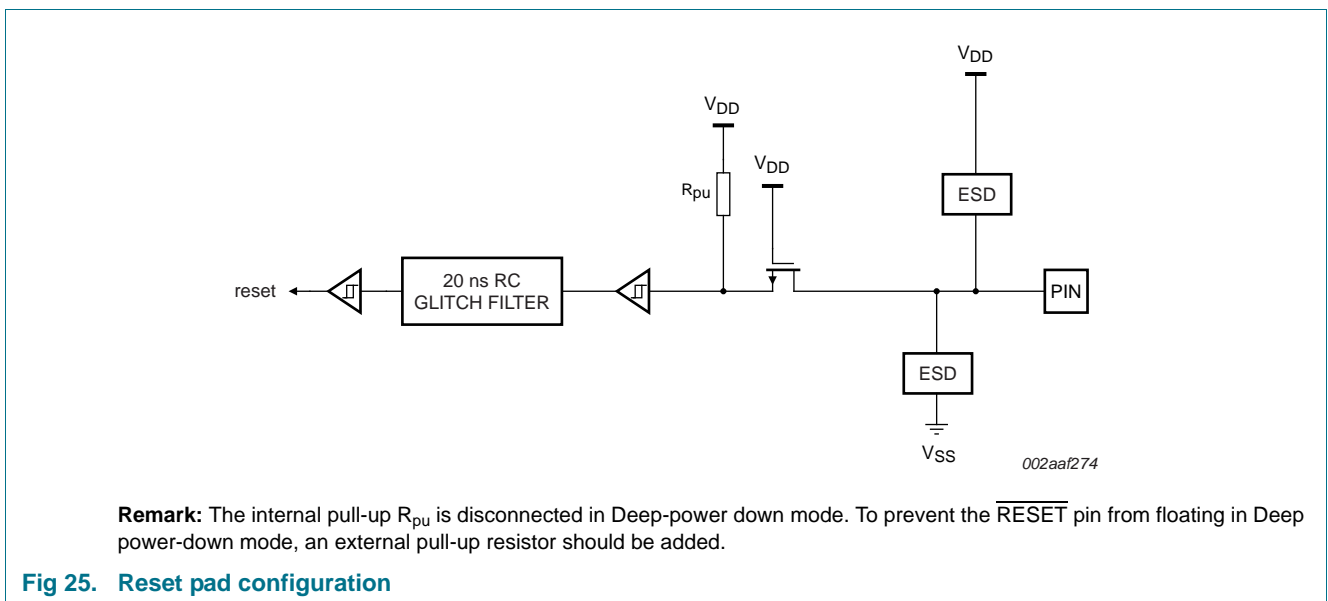 VDD
VDD
VDD
Rpu
ESD
reset
20 ns RC
GLITCH FILTER
PIN
ESD
VSS
002aaf274
Remark: The internal pull-up Rpu is disconnected in Deep-power down mode. To prevent the RESET pin from floating in Deep
power-down mode, an external pull-up resistor should be added.
Fig 25. Reset pad configuration